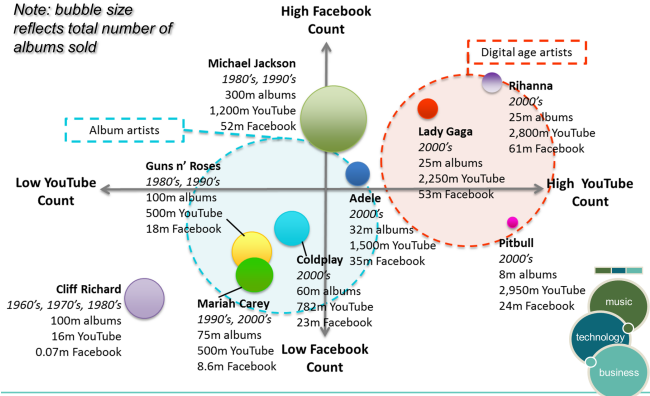 Note: bubble size
reflects total number of
albums sold
High Facebook
Count
Digital age artists
Michael Jackson
1980's, 1990's
300m albums
1,200m YouTube
52m Facebook
Rihanna
2000's
25m albums
2,800m YouTube
61m Facebook
Lady Gaga
2000's
25m albums
2,250m YouTube
53m Facebook
Album artists
Guns n' Roses
1980's, 1990's
100m albums
500m YouTube
18m Facebook
Low YouTube
Count
High YouTube
Count
Adele
2000's
32m albums
1,500m YouTube
35m Facebook
Pitbull
2000's
8m albums
2,950m YouTube
24m Facebook
Coldplay
2000's
60m albums
782m YouTube
23m Facebook
Cliff Richard
1960's, 1970's, 1980's
100m albums
16m YouTube
0.07m Facebook
Mariah Carey
1990's, 2000's
75m albums
500m YouTube
8.6m Facebook
Low Facebook
Count
music
technology
business